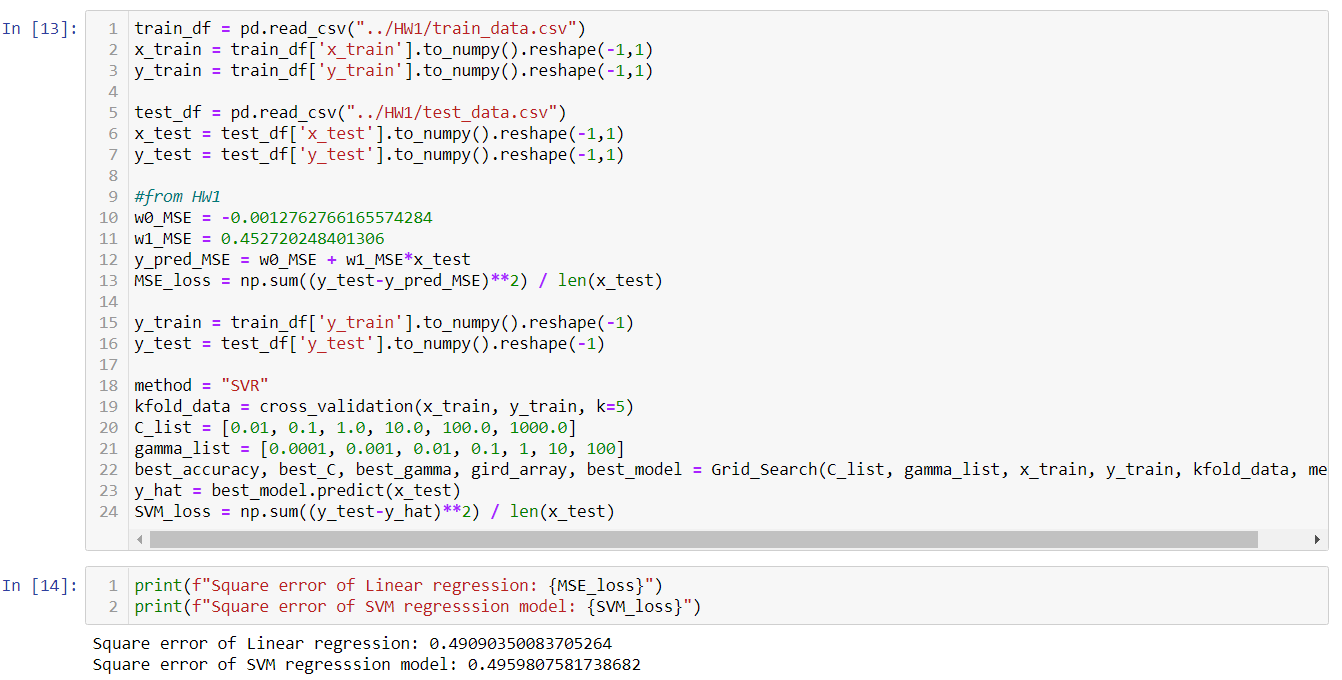 In [13]:
1 train_df = pd.read_csv("../HW1/train_data.csv")
2 x_train = train_df['x_train'].to_numpy().reshape(-1,1)
3 y_train = train_df['y_train'].to_numpy().reshape(-1,1)
4
5 test_df = pd.read_csv("../HW1/test_data.csv")
6 x_test = test_df['x_test'].to_numpy().reshape(-1,1)
7 y_test = test_df['y_test'].to_numpy().reshape(-1,1)
8
9 #from HW1
10 w0_MSE = -0.0012762766165574284
11 w1_MSE = 0.452720248401306
12 y_pred_MSE = w0_MSE + w1_MSE*x_test
13 MSE_loss = np.sum((y_test-y_pred_MSE)**2) / len(x_test)
14
15 y_train = train_df['y_train'].to_numpy().reshape(-1)
16 y_test = test_df['y_test'].to_numpy().reshape(-1)
17
18 method = "SVR"
19 kfold_data = cross_validation(x_train, y_train, k=5)
20 C_list = [0.01, 0.1, 1.0, 10.0, 100.0, 1000.0]
21 gamma_list = [0.0001, 0.001, 0.01, 0.1, 1, 10, 100]
22 best_accuracy, best_C, best_gamma, gird_array, best_model = Grid_Search(C_list, gamma_list, x_train, y_train, kfold_data, me
23 y_hat = best_model.predict(x_test)
24 SVM_loss = np.sum((y_test-y_hat)**2) / len(x_test)
In [14]:
1 print(f"Square error of Linear regression: {MSE_loss}")
2 print(f"Square error of SVM regresssion model: {SVM_loss}")
Square error of Linear regression: 0.49090350083705264
Square error of SVM regresssion model: 0.4959807581738682